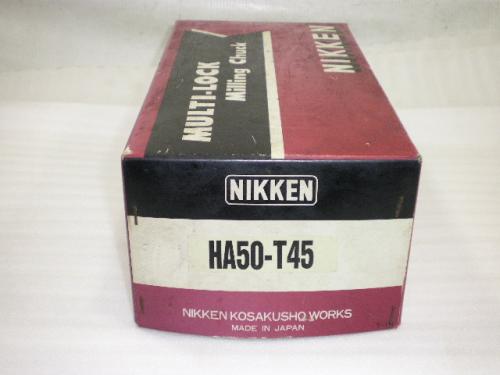 MULTI-LOCK
Milling Chuck
NIKKEN
NIKKEN
HA50-T45
NIKKEN KOSAKUSHO WORKS
MADE IN JAPAN